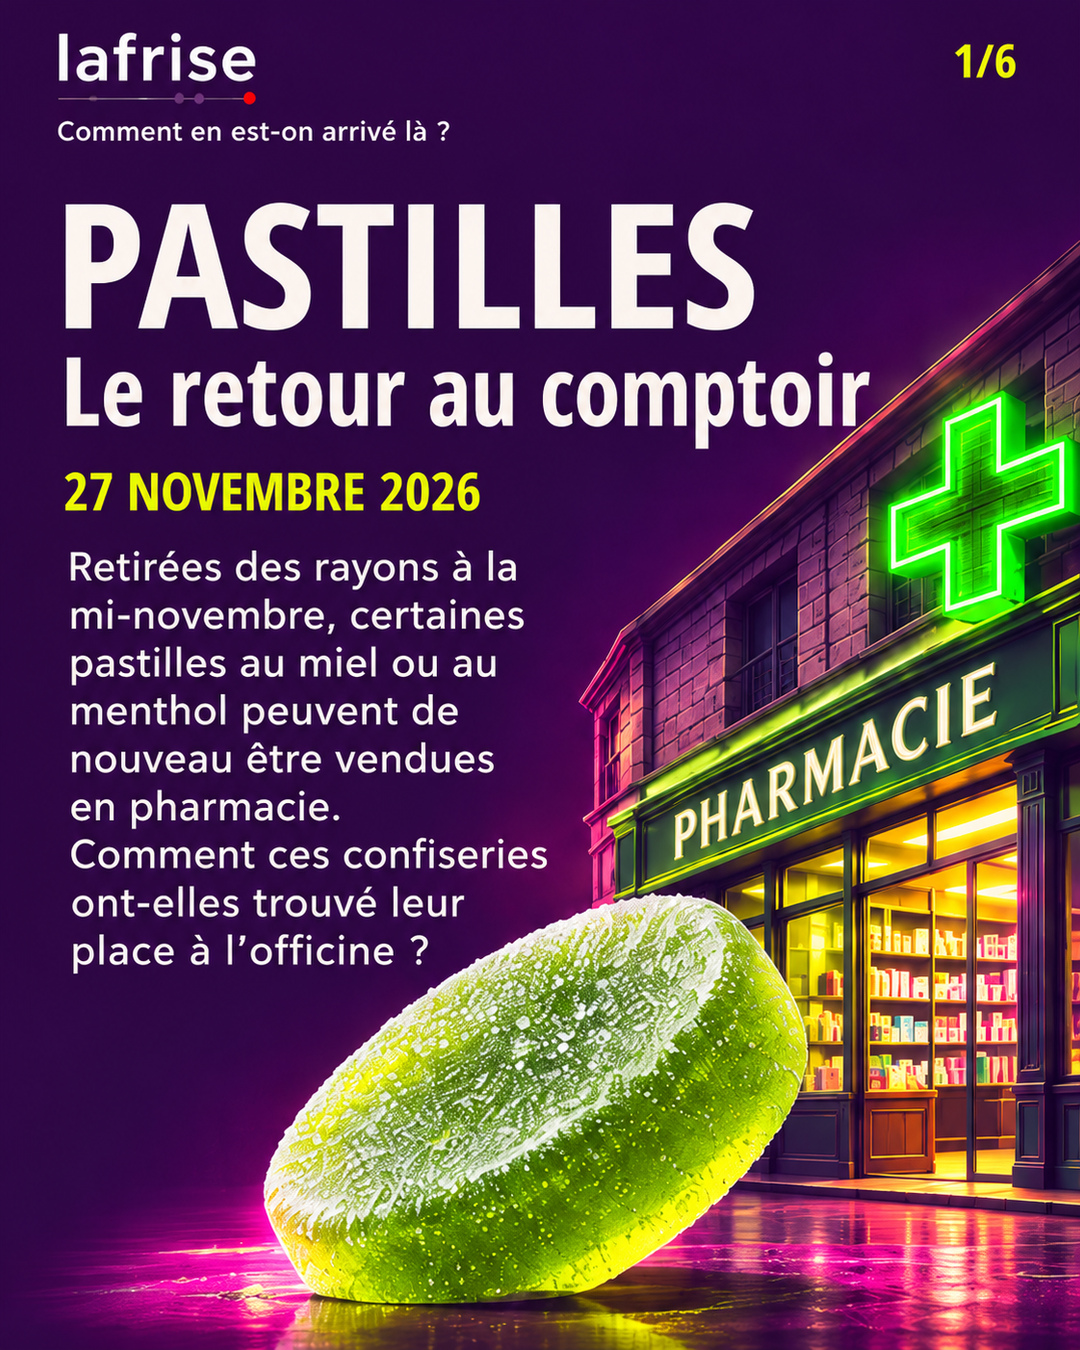 lafrise
1/6
Comment en est-on arrivé là ?
PASTILLES
Le retour au comptoir
27 NOVEMBRE 2026
Retirées des rayons à la
mi-novembre, certaines
pastilles au miel ou au
menthol peuvent de
nouveau être vendues
en pharmacie.
Comment ces confiseries
ont-elles trouvé leur
place à l’officine ?
PHARMACIE